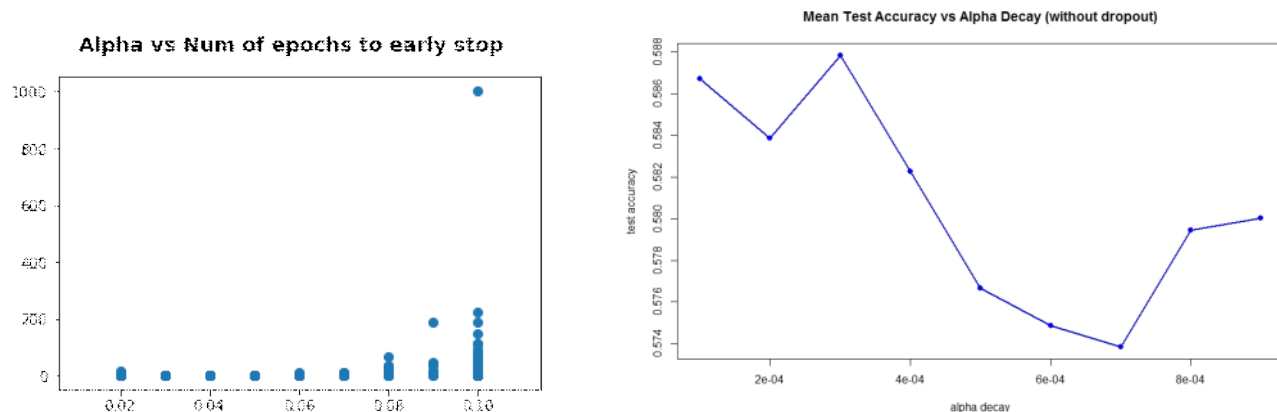 Alpha vs Num of epochs to early stop
1000
800
600
400
200
0
0.02 0.04 0.06 0.08 0.10
Mean Test Accuracy vs Alpha Decay (without dropout)
test accuracy
0.588
0.586
0.584
0.582
0.580
0.578
0.576
0.574
2e-04 4e-04 6e-04 8e-04
alpha decay